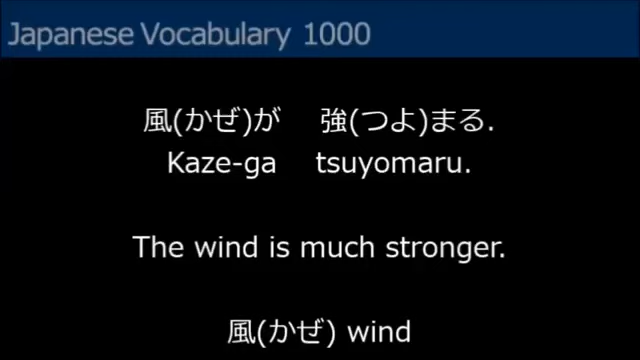 Japanese Vocabulary 1000
風(かぜ)が 強(つよ)まる.
Kaze-ga tsuyomaru.
The wind is much stronger.
風(かぜ) wind